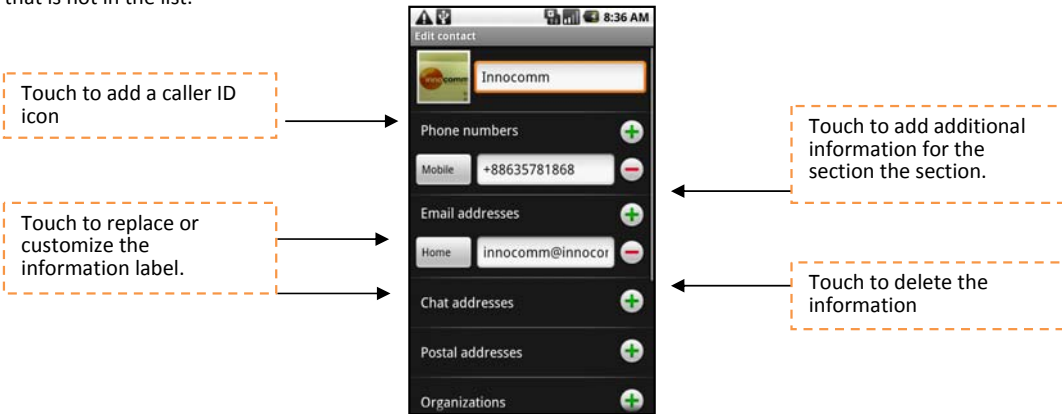 that is not in the list.
8:36 AM
Edit contact
innocomm
Innocomm
Touch to add a caller ID
icon
Phone numbers
Mobile
+88635781868
Touch to add additional
information for the
section the section.
Touch to replace or
customize the
information label.
Email addresses
Home
innocomm@innocor
Touch to delete the
information
Chat addresses
Postal addresses
Organizations